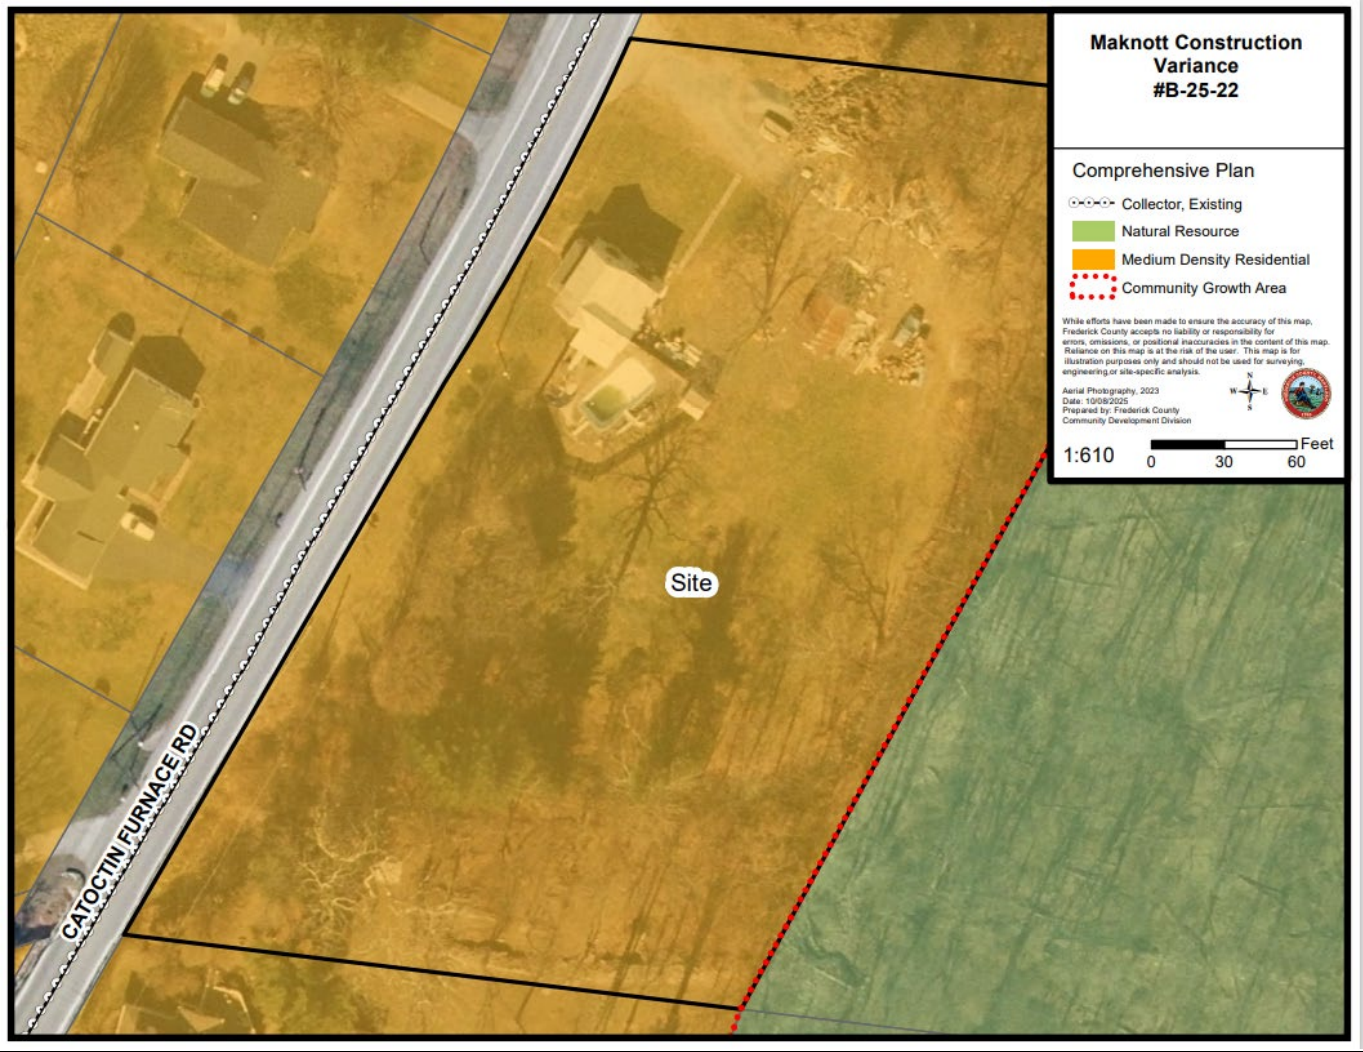 Maknott Construction
Variance
#B-25-22
Comprehensive Plan
Collector, Existing
Natural Resource
Medium Density Residential
Community Growth Area
While efforts have been made to ensure the accuracy of this map,
Frederick County accepts no liability or responsibility for
errors, omissions, or positional inaccuracies in the content of this map.
Reliance on this map is at the risk of the user. This map is for
illustration purposes only and should not be used for surveying,
engineering,or site-specific analysis.
N
W E
S
Aerial Photography, 2023
Date: 10/08/2025
Prepared by: Frederick County
Community Development Division
1:610
Feet
0 30 60
Site
CATOCTIN FURNACE RD